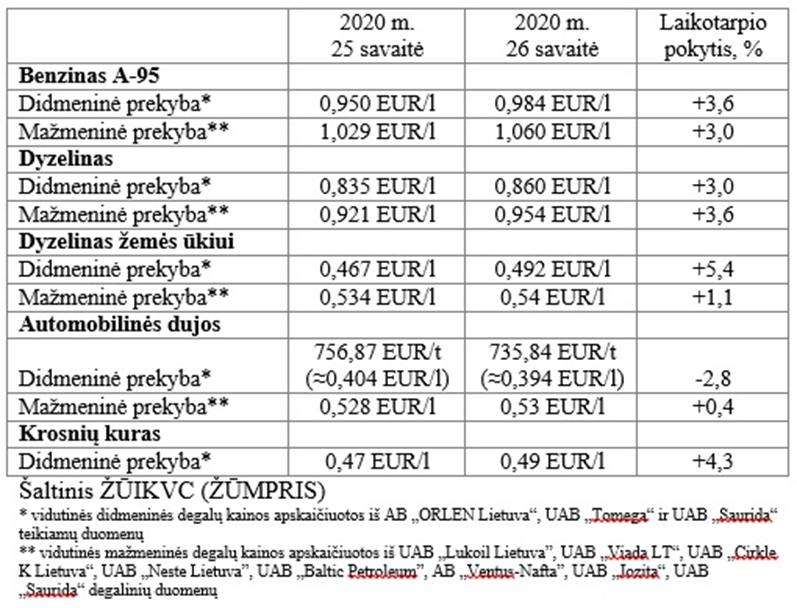 2020 m. 2020 m. Laikotarpio
25 savaitė 26 savaitė pokytis, %
Benzinas A-95
Didmeninė prekyba* 0,950 EUR/l 0,984 EUR/l +3,6
Mažmeninė prekyba** 1,029 EUR/l 1,060 EUR/l +3,0
Dyzelinas
Didmeninė prekyba* 0,835 EUR/l 0,860 EUR/l +3,0
Mažmeninė prekyba** 0,921 EUR/l 0,954 EUR/l +3,6
Dyzelinas žemės ūkiui
Didmeninė prekyba* 0,467 EUR/l 0,492 EUR/l +5,4
Mažmeninė prekyba** 0,534 EUR/l 0,54 EUR/l +1,1
Automobilinės dujos
756,87 EUR/t 735,84 EUR/t
Didmeninė prekyba* (≈0,404 EUR/l) (≈0,394 EUR/l) -2,8
Mažmeninė prekyba** 0,528 EUR/l 0,53 EUR/l +0,4
Krosnių kuras
Didmeninė prekyba* 0,47 EUR/l 0,49 EUR/l +4,3
Šaltinis ŽŪIKVC (ŽŪMPRIS)
* vidutinės didmeninės degalų kainos apskaičiuotos iš AB „ORLEN Lietuva“, UAB „Tomega“ ir UAB „Saurida“
teikiamų duomenų
** vidutinės mažmeninės degalų kainos apskaičiuotos iš UAB „Lukoil Lietuva”, UAB „Viada LT“, UAB „Cirkle
K Lietuva”, UAB „Neste Lietuva”, UAB „Baltic Petroleum”, AB „Ventus-Nafta”, UAB „Jozita”, UAB
„Saurida“ degalinių duomenų